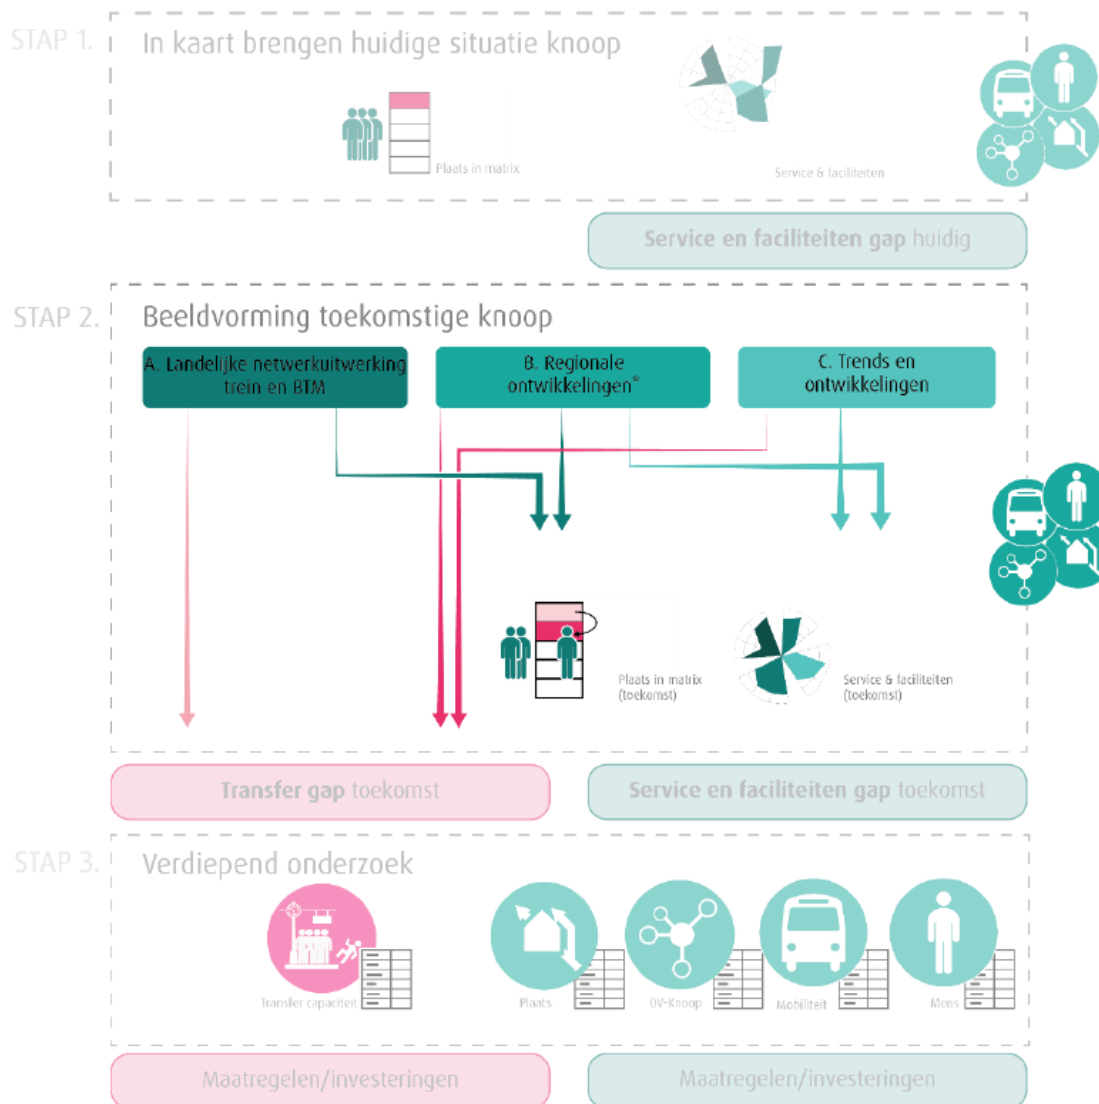 STAP 1.
In kaart brengen huidige situatie knoop
Plaats in matrix
Service & faciliteiten
Service en faciliteiten gap huidig
STAP 2.
Beeldvorming toekomstige knoop
A. Landelijke netwerkuitwerking
trein en BTM
B. Regionale
ontwikkelingen*
C. Trends en
ontwikkelingen
Plaats in matrix
(toekomst)
Service & faciliteiten
(toekomst)
Transfer gap toekomst
Service en faciliteiten gap toekomst
STAP 3.
Verdiepend onderzoek
Transfer capaciteit
Plaats
OV-Knoop
Mobiliteit
Mens
Maatregelen/investeringen
Maatregelen/investeringen